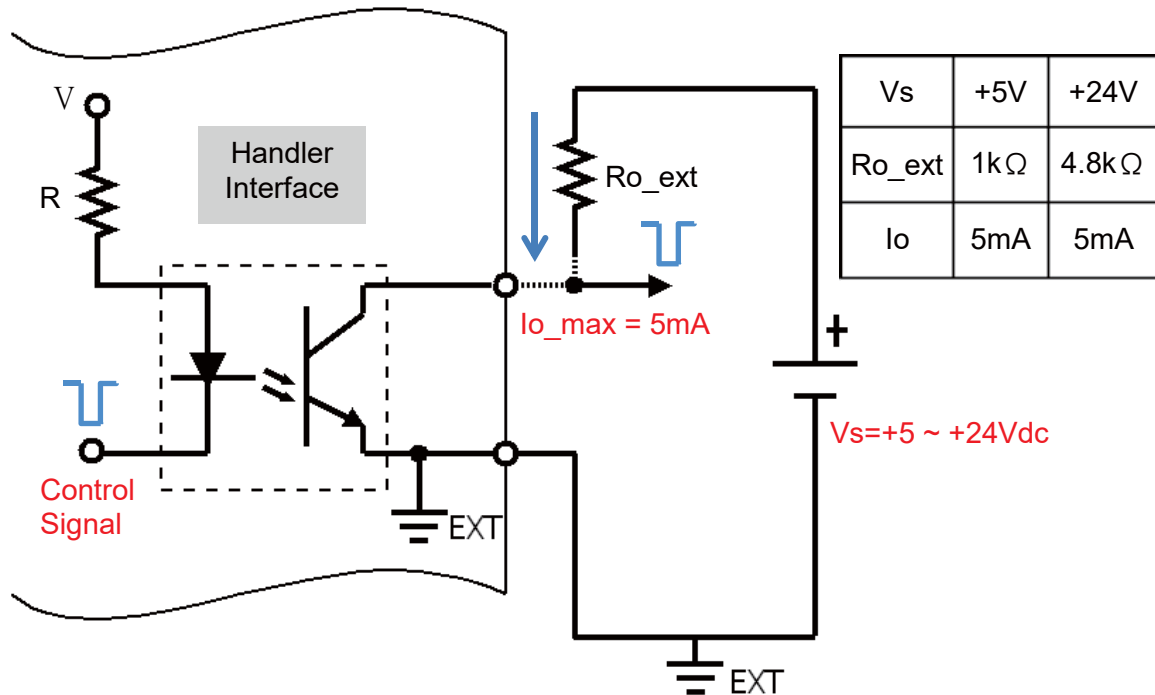 V
R
Handler
Interface
Control
Signal
EXT
Ro_ext
Io_max = 5mA
+
Vs=+5 ~ +24Vdc
EXT
Vs +5V +24V
Ro_ext 1kΩ 4.8kΩ
Io 5mA 5mA